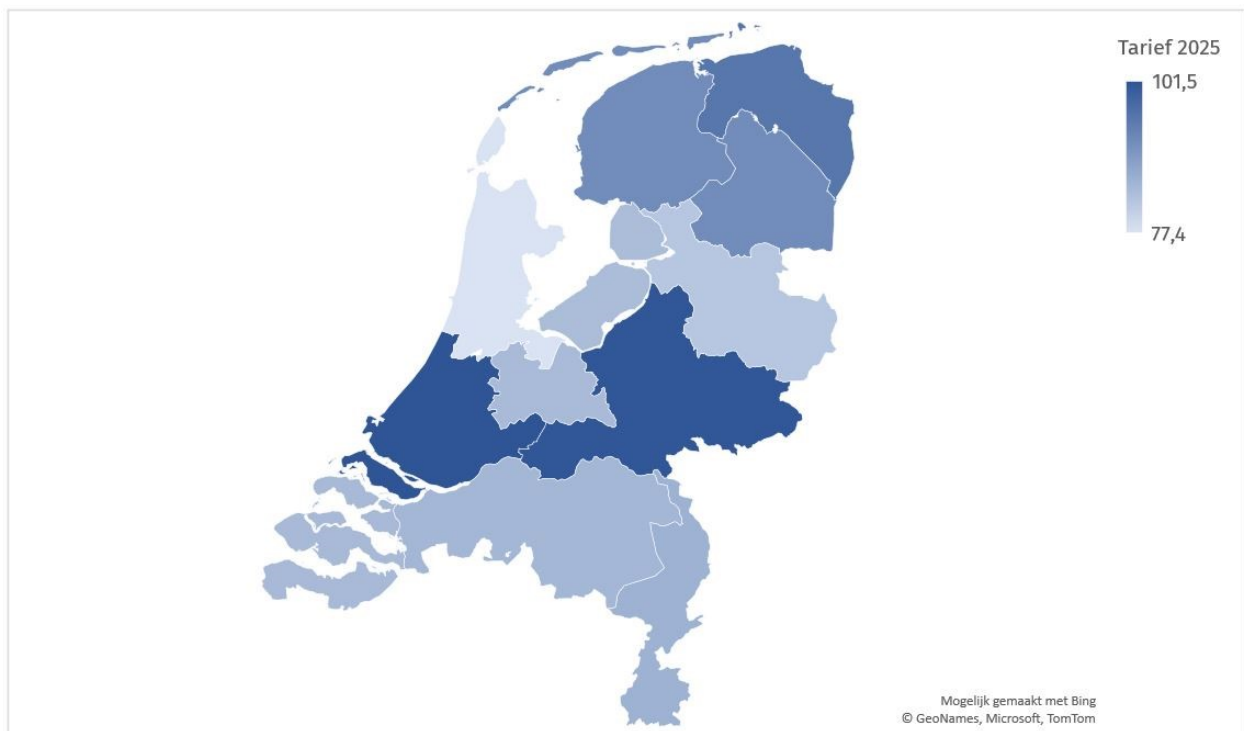 Tarief 2025
101,5
77,4
Mogelijk gemaakt met Bing
© GeoNames, Microsoft, TomTom